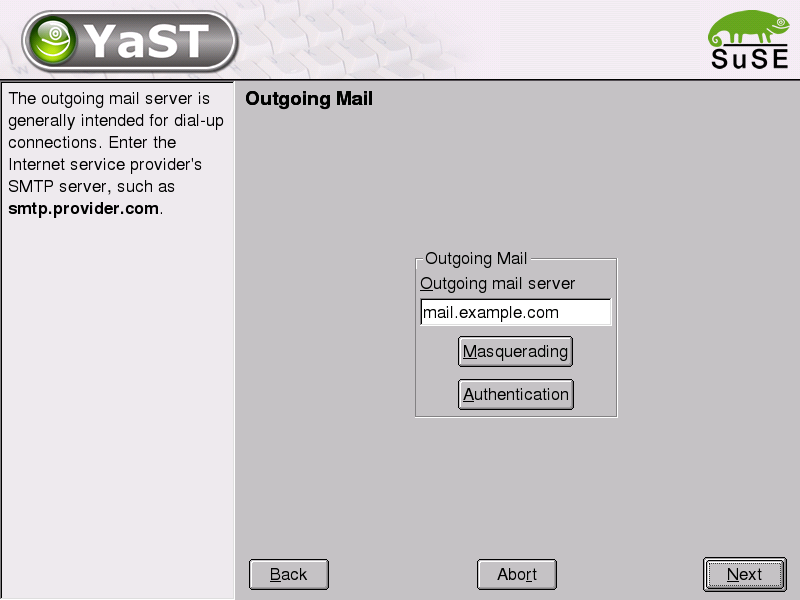 YaST
SuSE
The outgoing mail server is
generally intended for dial-up
connections. Enter the
Internet service provider's
SMTP server, such as
smtp.provider.com.
Outgoing Mail
Outgoing Mail
Outgoing mail server
mail.example.com
Masquerading
Authentication
Back
Abort
Next